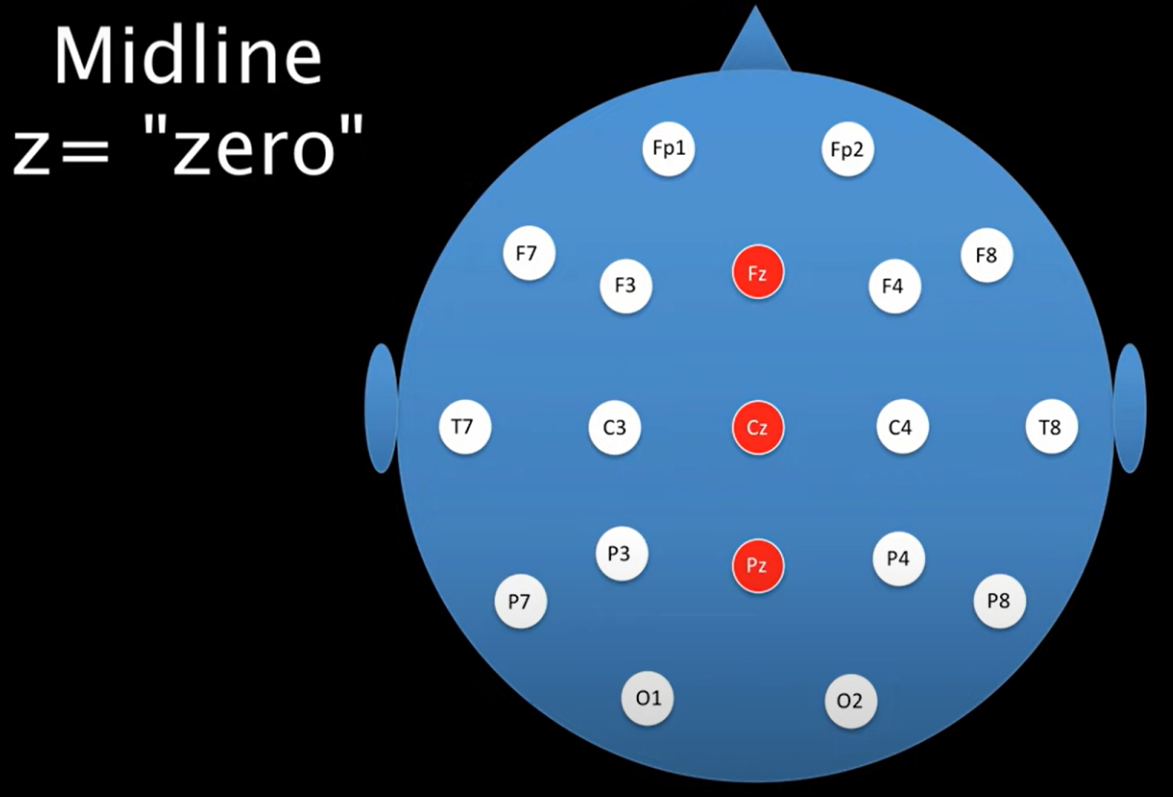 Midline
z= "zero"
Fp1 Fp2
F7 F3 Fz F4 F8
T7 C3 Cz C4 T8
P3 Pz P4
P7 P8
O1 O2